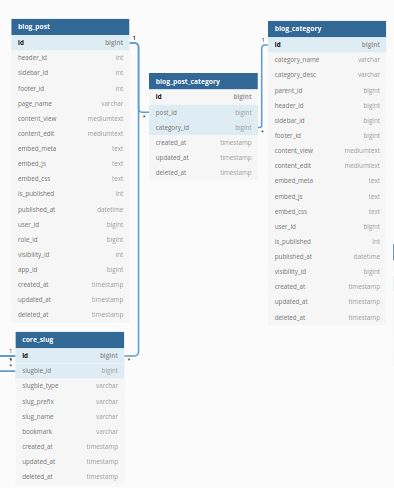 blog_post
id bigint
header_id int
sidebar_id int
footer_id int
page_name varchar
content_view mediumtext
content_edit mediumtext
embed_meta text
embed_js text
embed_css text
is_published int
published_at datetime
user_id bigint
role_id bigint
visibility_id int
app_id bigint
created_at timestamp
updated_at timestamp
deleted_at timestamp
1
*
blog_post_category
id bigint
post_id bigint
category_id bigint
created_at timestamp
updated_at timestamp
deleted_at timestamp
1
*
blog_category
id bigint
category_name varchar
category_desc varchar
parent_id bigint
header_id bigint
sidebar_id bigint
footer_id bigint
content_view mediumtext
content_edit mediumtext
embed_meta text
embed_js text
embed_css text
user_id bigint
is_published int
published_at datetime
visibility_id bigint
created_at timestamp
updated_at timestamp
deleted_at timestamp
core_slug
1
id bigint
*
*
*
slugble_id bigint
slugble_type varchar
slug_prefix varchar
slug_name varchar
bookmark varchar
created_at timestamp
updated_at timestamp
deleted_at timestamp